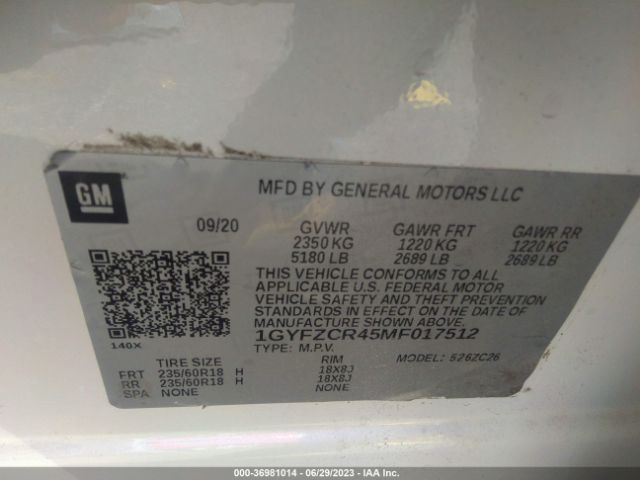 GM
MFD BY GENERAL MOTORS LLC
09/20 GVWR GAWR FRT GAWR RR
2350 KG 1220 KG 1220 KG
5180 LB 2689 LB 2689 LB
THIS VEHICLE CONFORMS TO ALL
APPLICABLE U.S. FEDERAL MOTOR
VEHICLE SAFETY AND THEFT PREVENTION
STANDARDS IN EFFECT ON THE DATE OF
MANUFACTURE SHOWN ABOVE.
1GYFZCR45MF017512
140X TYPE: M.P.V. MODEL: 526ZC26
TIRE SIZE RIM
FRT 235/60R18 H 18X8J
RR 235/60R18 H 18X8J
SPA NONE NONE
000-36981014 / 06/29/2023 / IAA Inc.